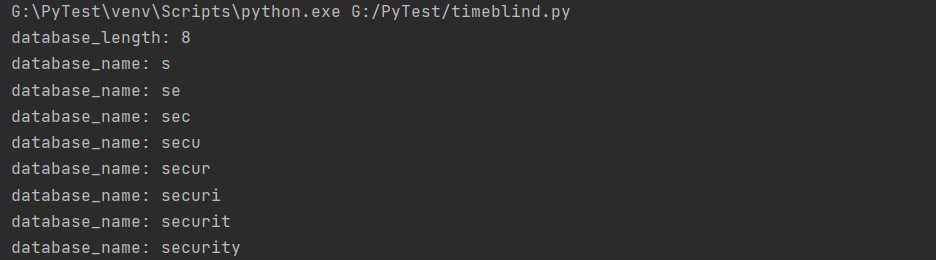 G:\PyTest\venv\Scripts\python.exe G:/PyTest/timeblind.py
database_length: 8
database_name: s
database_name: se
database_name: sec
database_name: secu
database_name: secur
database_name: securi
database_name: securit
database_name: security